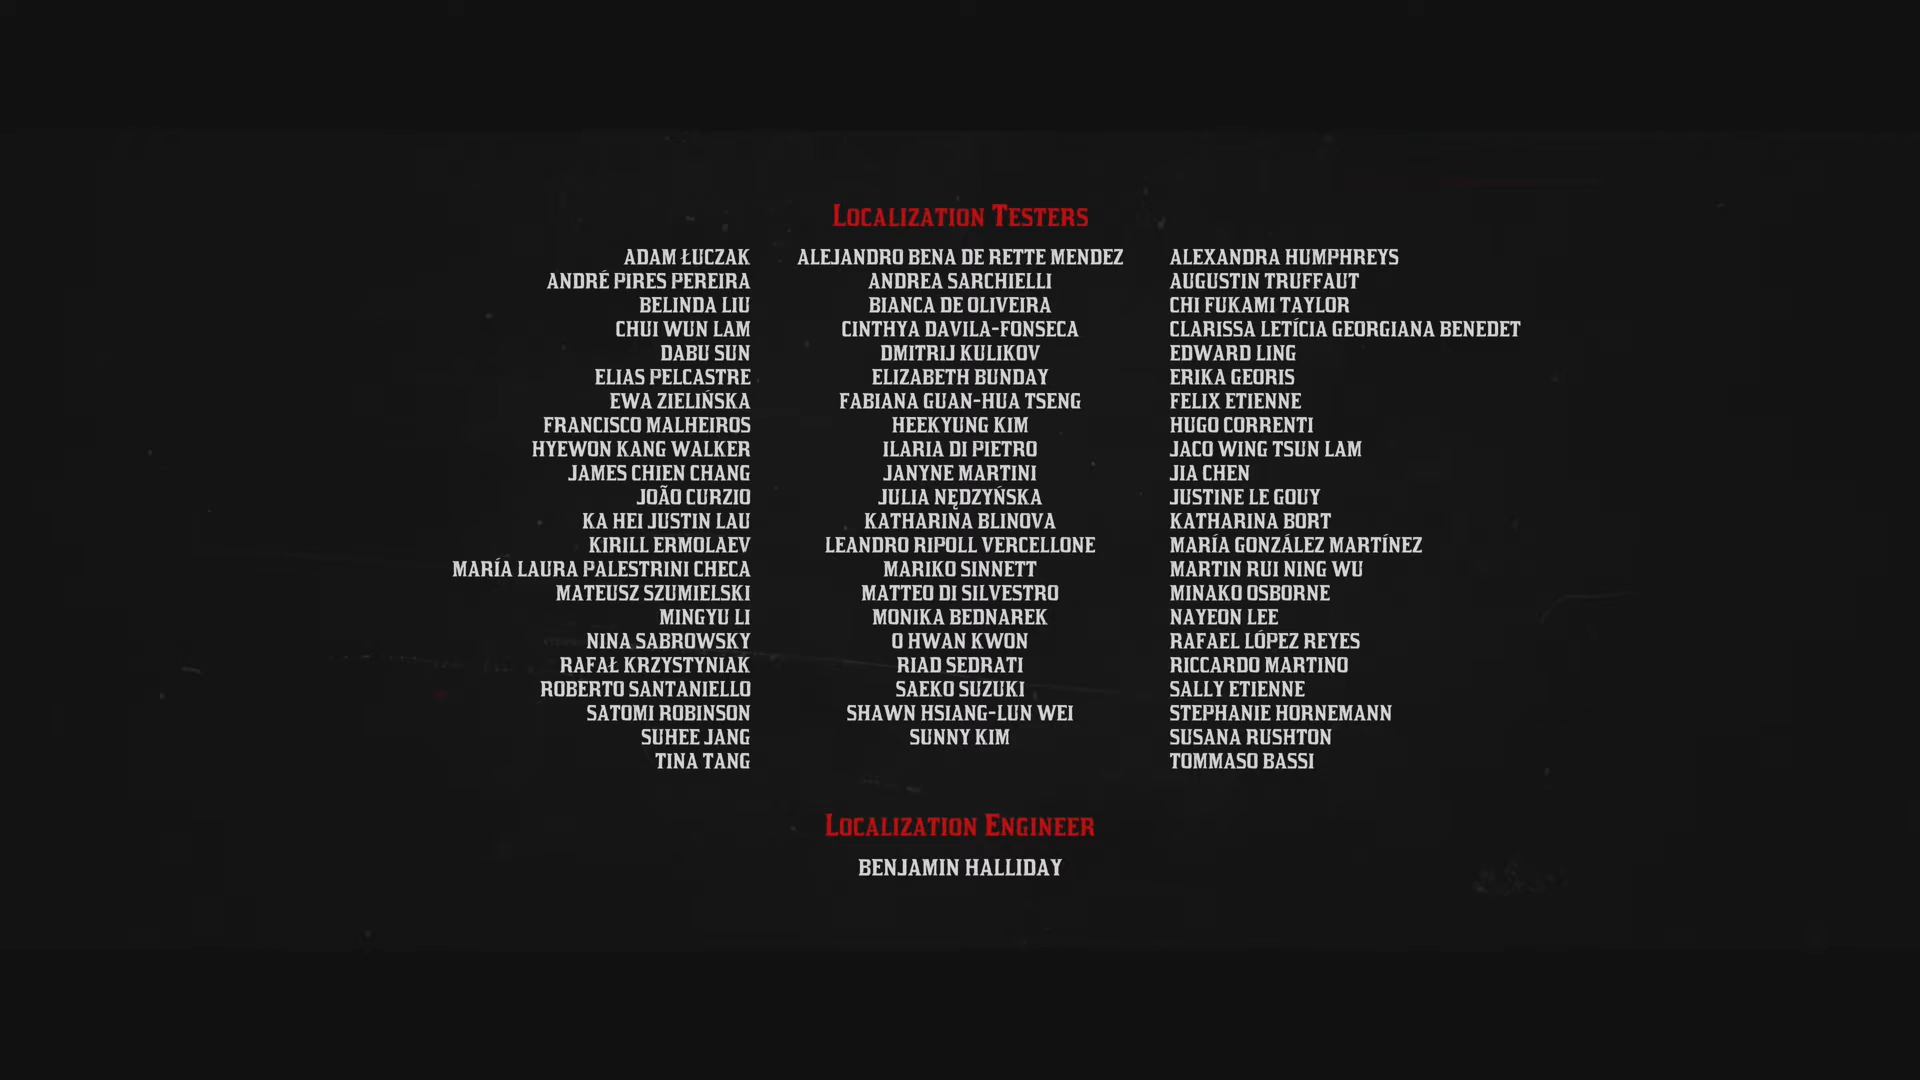 Localization Testers
ADAM ŁUCZAK ALEJANDRO BENA DE RETTE MENDEZ ALEXANDRA HUMPHREYS
ANDRÉ PIRES PEREIRA ANDREA SARCHIELLI AUGUSTIN TRUFFAUT
BELINDA LIU BIANCA DE OLIVEIRA CHI FUKAMI TAYLOR
CHUI WUN LAM CINTHYA DAVILA-FONSECA CLARISSA LETÍCIA GEORGIANA BENEDET
DABU SUN DMITRIJ KULIKOV EDWARD LING
ELIAS PELCASTRE ELIZABETH BUNDAY ERIKA GEORIS
EWA ZIELIŃSKA FABIANA GUAN-HUA TSENG FELIX ETIENNE
FRANCISCO MALHEIROS HEEKYUNG KIM HUGO CORRENTI
HYEWON KANG WALKER ILARIA DI PIETRO JACO WING TSUN LAM
JAMES CHIEN CHANG JANYNE MARTINI JIA CHEN
JOÃO CURZIO JULIA NĘDZYŃSKA JUSTINE LE GOUY
KA HEI JUSTIN LAU KATHARINA BLINOVA KATHARINA BORT
KIRILL ERMOLAEV LEANDRO RIPOLL VERCELLONE MARÍA GONZÁLEZ MARTÍNEZ
MARÍA LAURA PALESTRINI CHECA MARIKO SINNETT MARTIN RUI NING WU
MATEUSZ SZUMIELSKI MATTEO DI SILVESTRO MINAKO OSBORNE
MINGYU LI MONIKA BEDNAREK NAYEON LEE
NINA SABROWSKY O HWAN KWON RAFAEL LÓPEZ REYES
RAFAŁ KRZYSTYNIAK RIAD SEDRATI RICCARDO MARTINO
ROBERTO SANTANIELLO SAEKO SUZUKI SALLY ETIENNE
SATOMI ROBINSON SHAWN HSIANG-LUN WEI STEPHANIE HORNEMANN
SUHEE JANG SUNNY KIM SUSANA RUSHTON
TINA TANG TOMMASO BASSI
Localization Engineer
BENJAMIN HALLIDAY